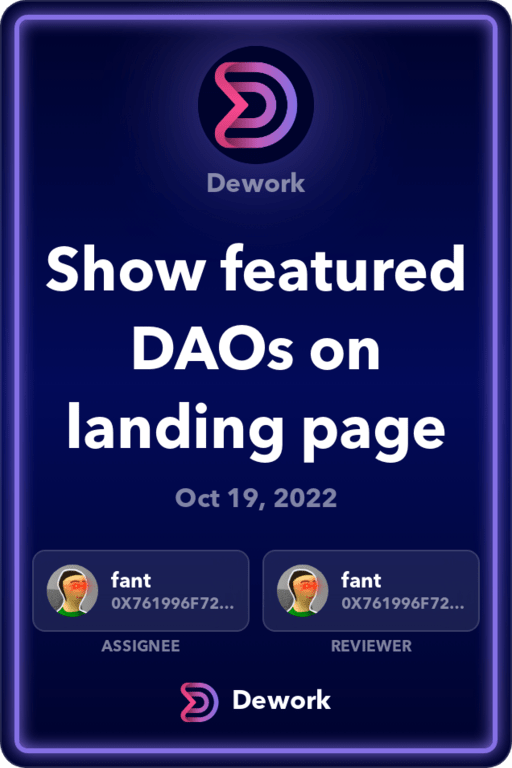 Dework
Show featured
DAOs on
landing page
Oct 19, 2022
fant
0X761996F72...
ASSIGNEE
fant
0X761996F72...
REVIEWER
Dework